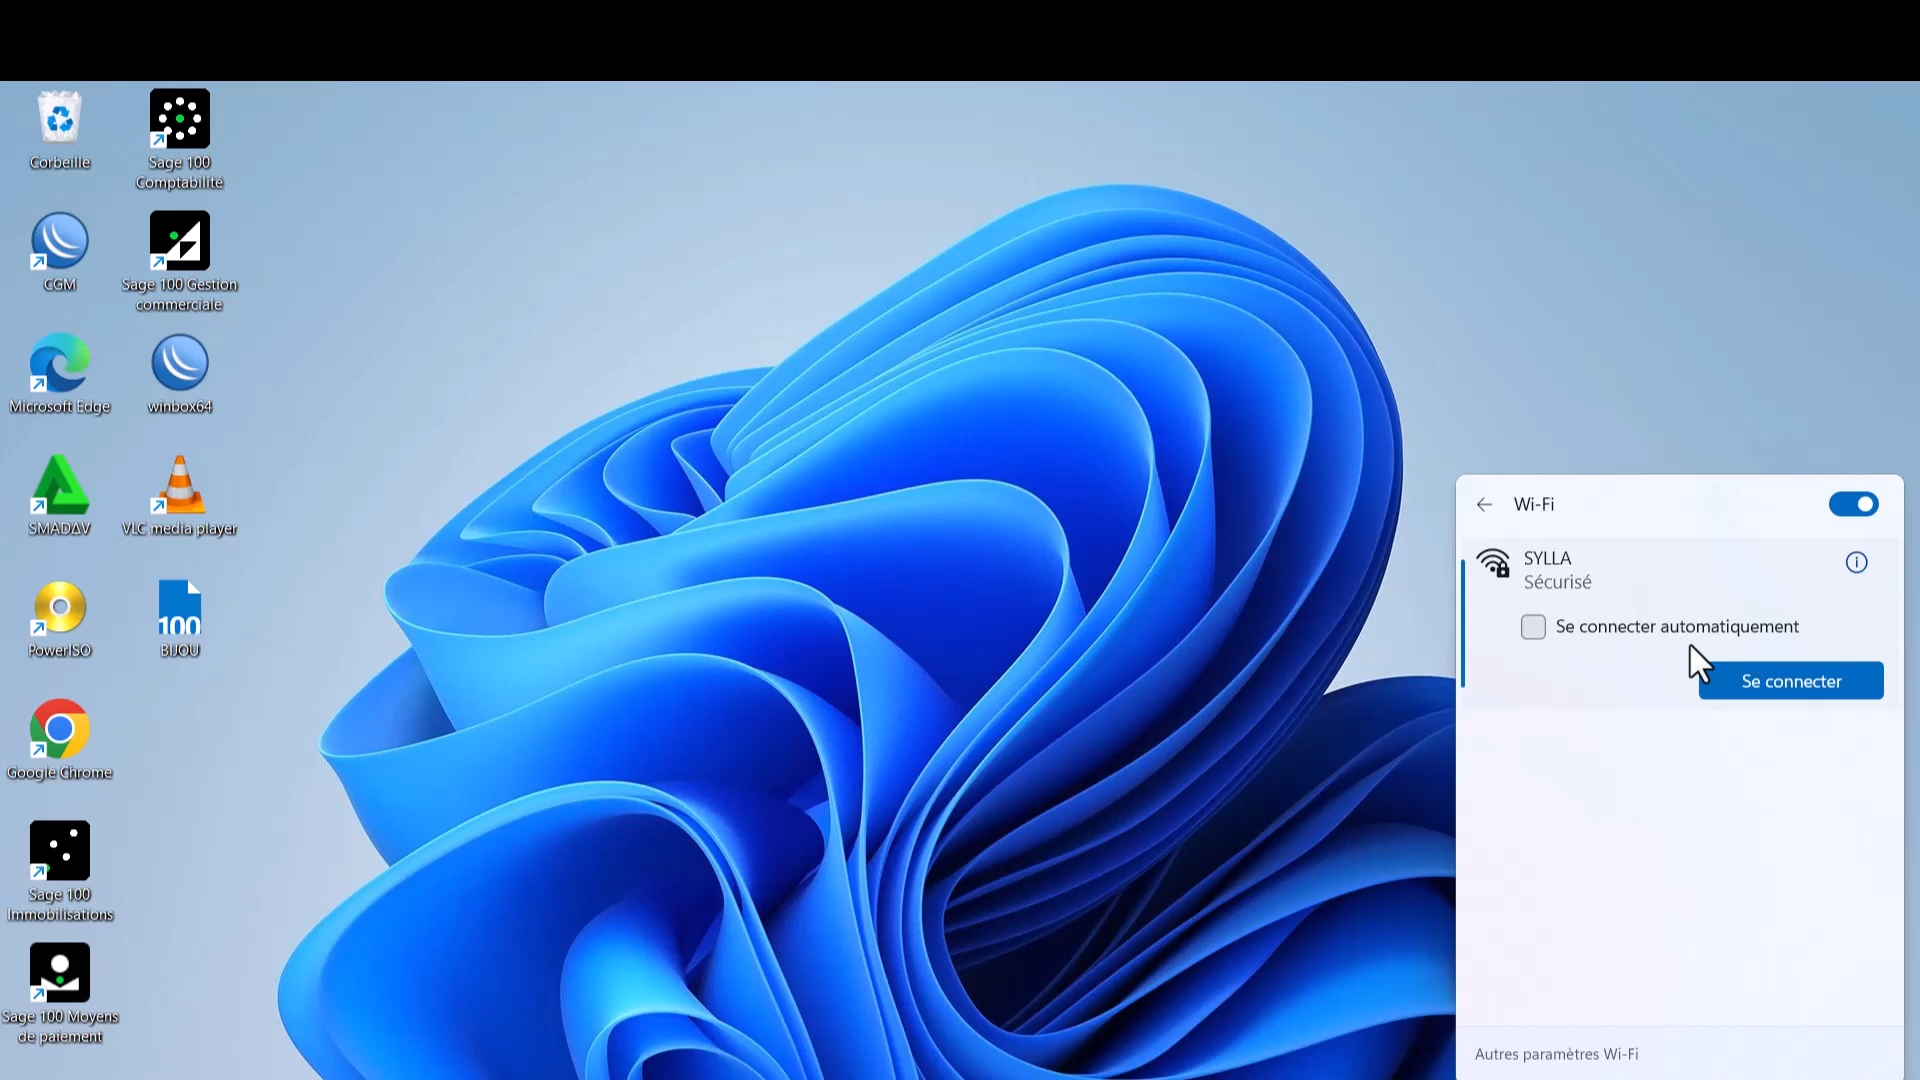 Corbeille
Sage 100
Comptabilité
CGM
Sage 100 Gestion
commerciale
Microsoft Edge
winbox64
SMADΔV
VLC media player
PowerISO
100
BIJOU
Google Chrome
Sage 100
Immobilisations
Sage 100 Moyens
de paiement
Wi-Fi
SYLLA
Sécurisé
Se connecter automatiquement
Se connecter
Autres paramètres Wi-Fi